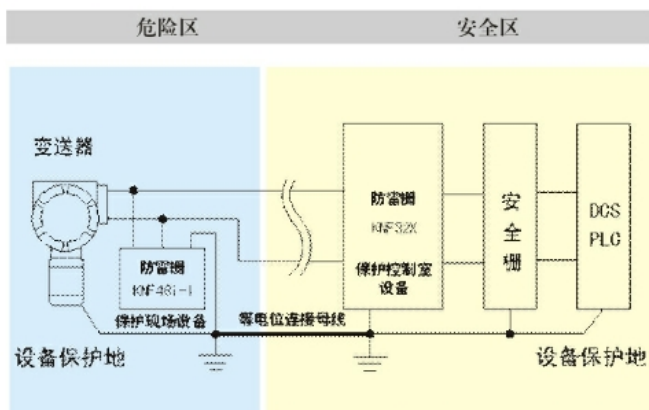 危险区
安全区
变送器
防雷栅
保护现场设备
设备保护地
等电位连接母线
防雷栅
KNF32X
保护控制室
设备
安全栅
DCS
PLC
设备保护地